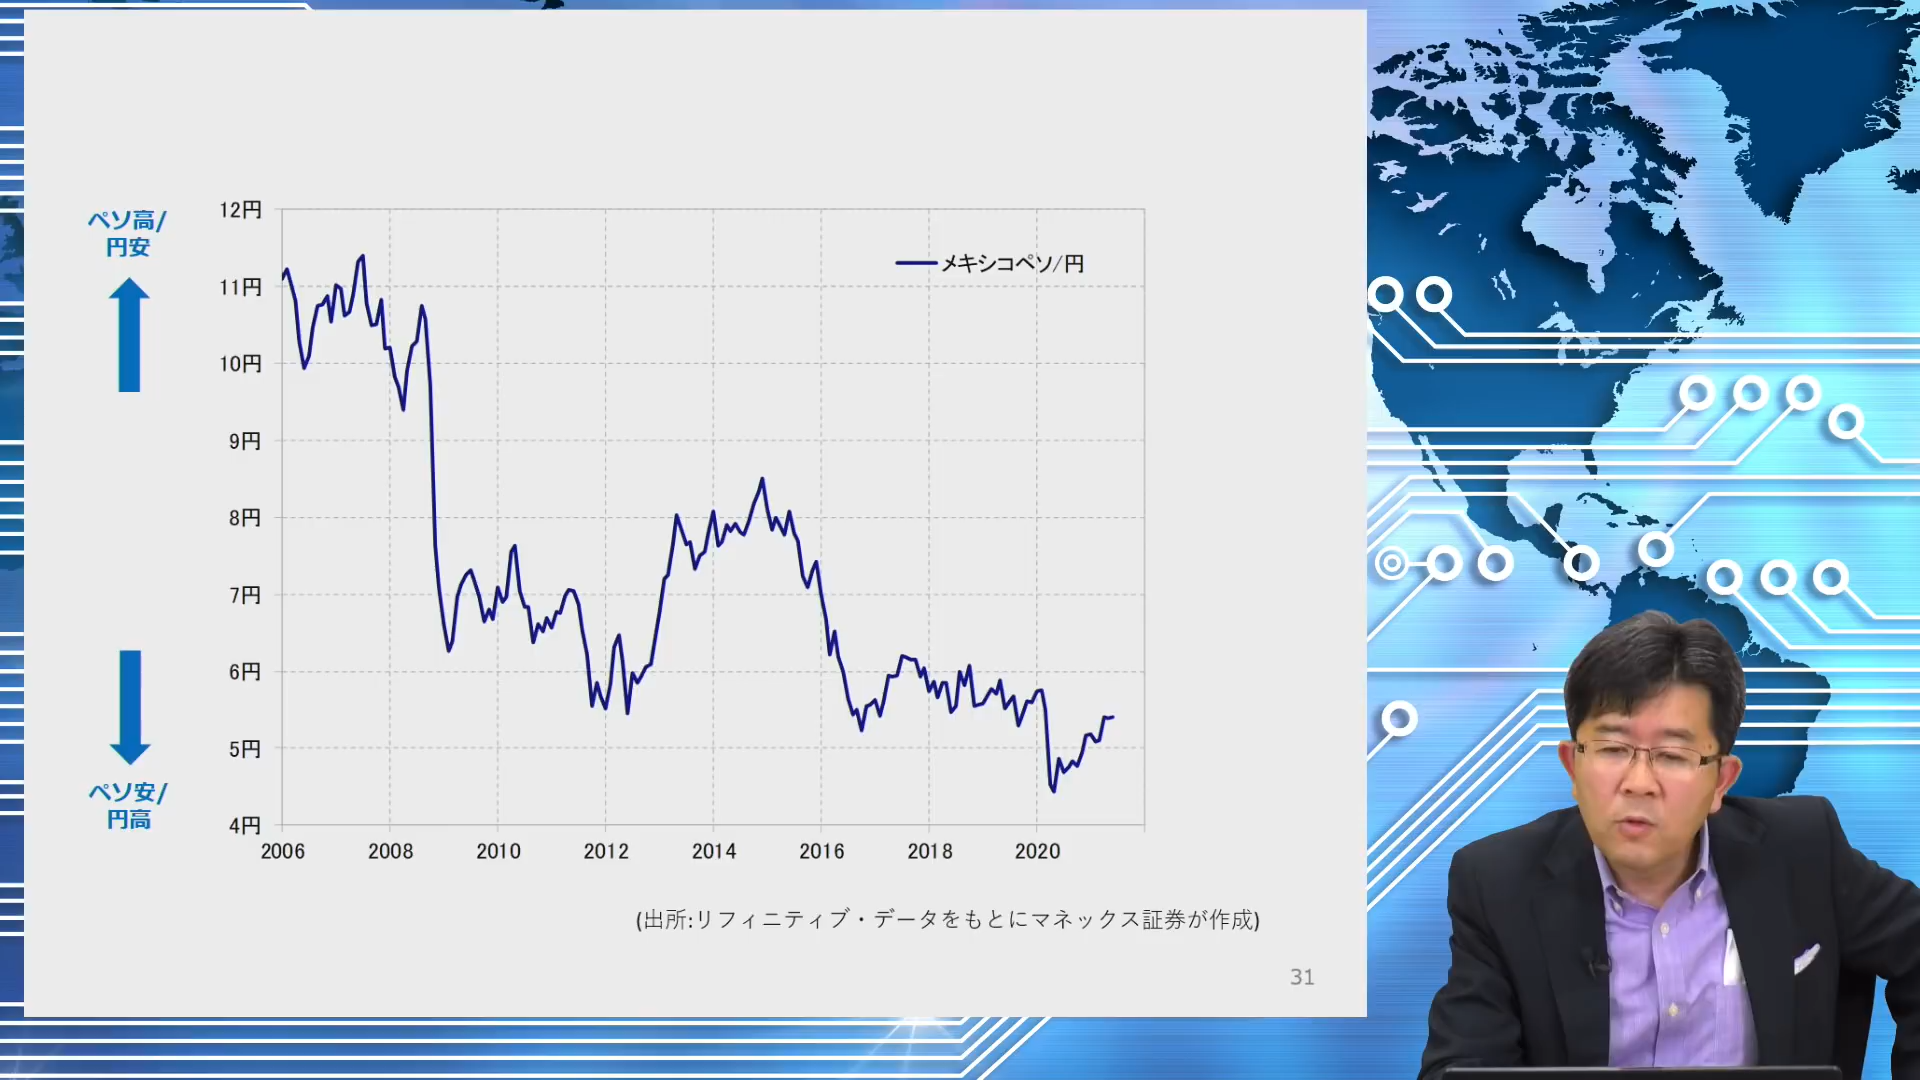 ペソ高/
円安
ペソ安/
円高
12円
11円
10円
9円
8円
7円
6円
5円
4円
メキシコペソ/円
2006 2008 2010 2012 2014 2016 2018 2020
(出所:リフィニティブ・データをもとにマネックス証券が作成)
31